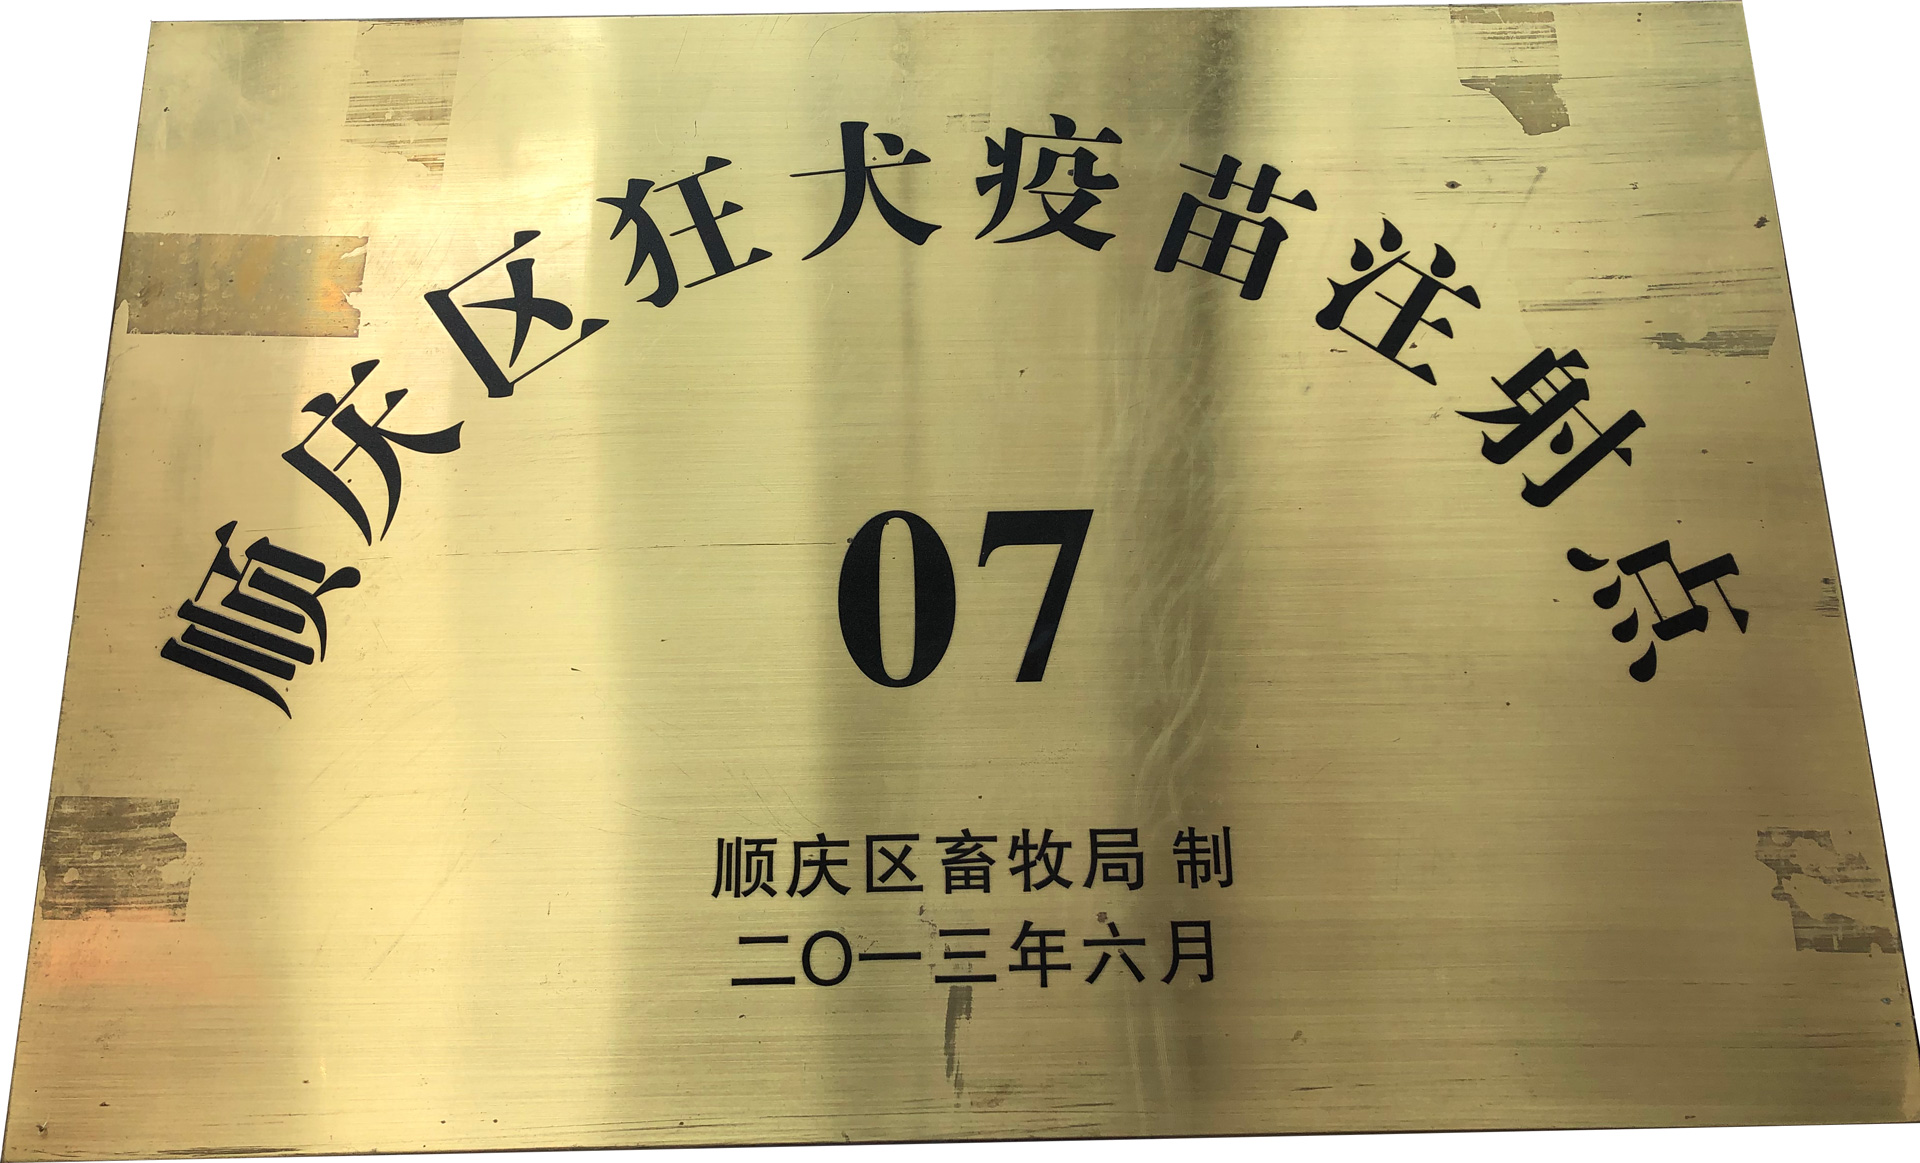 顺庆区狂犬疫苗注射点
07
顺庆区畜牧局 制
二〇一三年六月